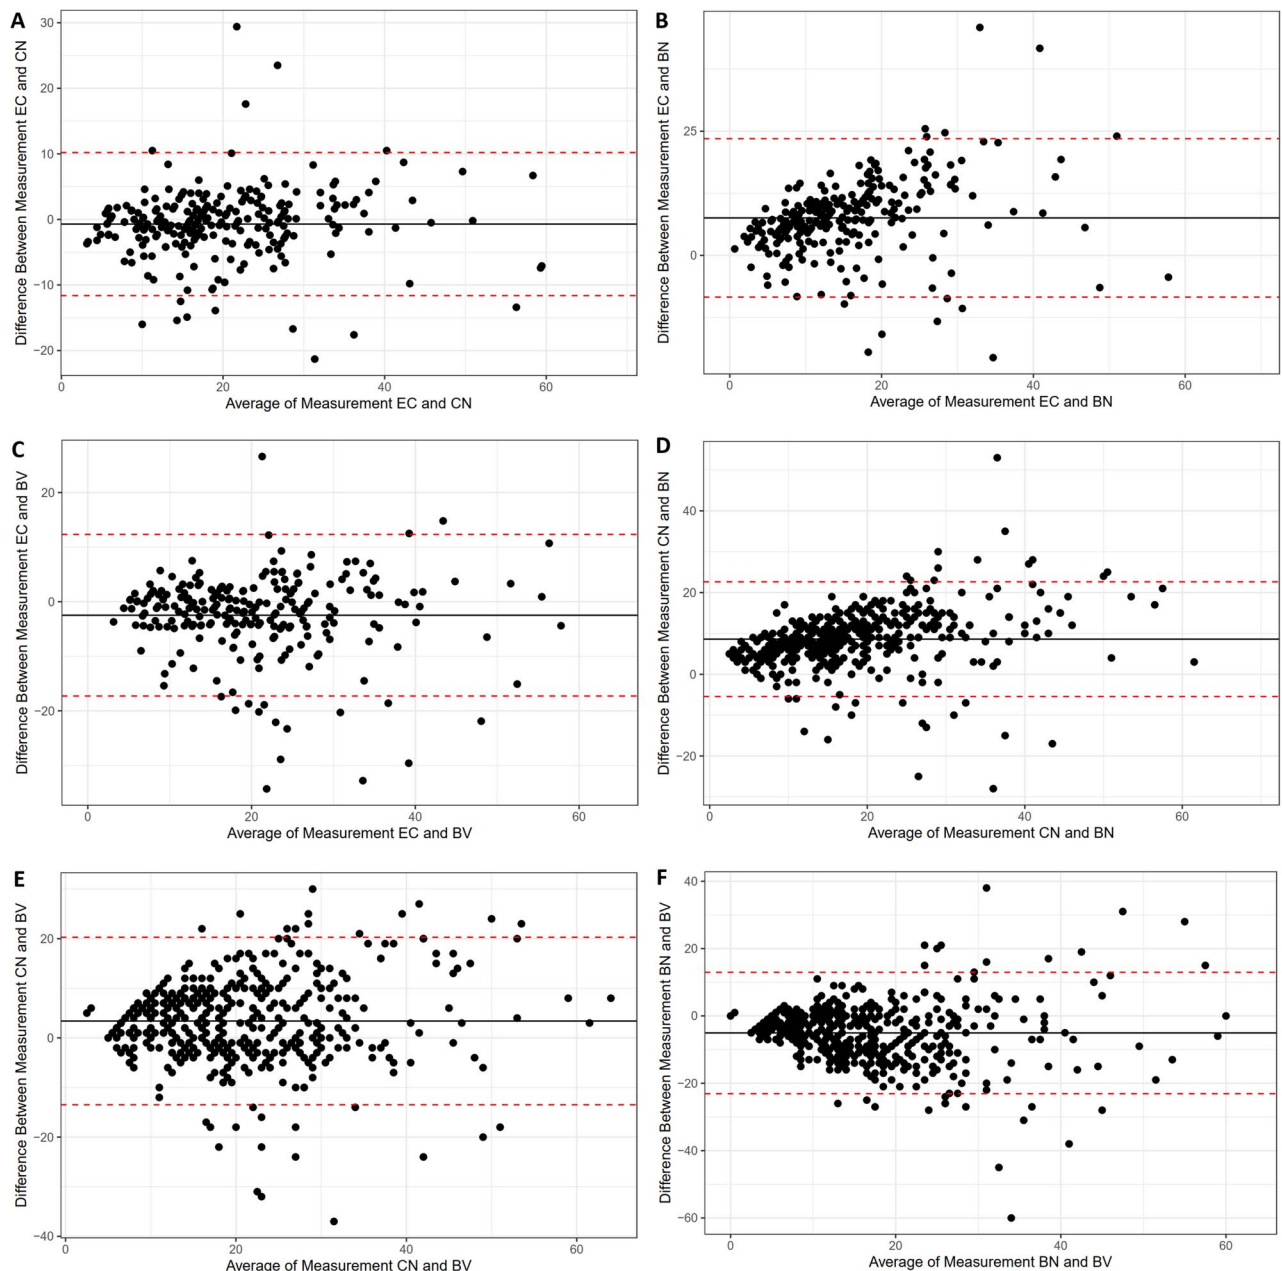 A
Difference Between Measurement EC and CN
30
20
10
0
−10
−20
0 20 40 60
Average of Measurement EC and CN
B
Difference Between Measurement EC and BN
25
0
0 20 40 60
Average of Measurement EC and BN
C
Difference Between Measurement EC and BV
20
0
−20
0 20 40 60
Average of Measurement EC and BV
D
Difference Between Measurement CN and BN
40
20
0
−20
0 20 40 60
Average of Measurement CN and BN
E
Difference Between Measurement CN and BV
20
0
−20
−40
0 20 40 60
Average of Measurement CN and BV
F
Difference Between Measurement BN and BV
40
20
0
−20
−40
−60
0 20 40 60
Average of Measurement BN and BV